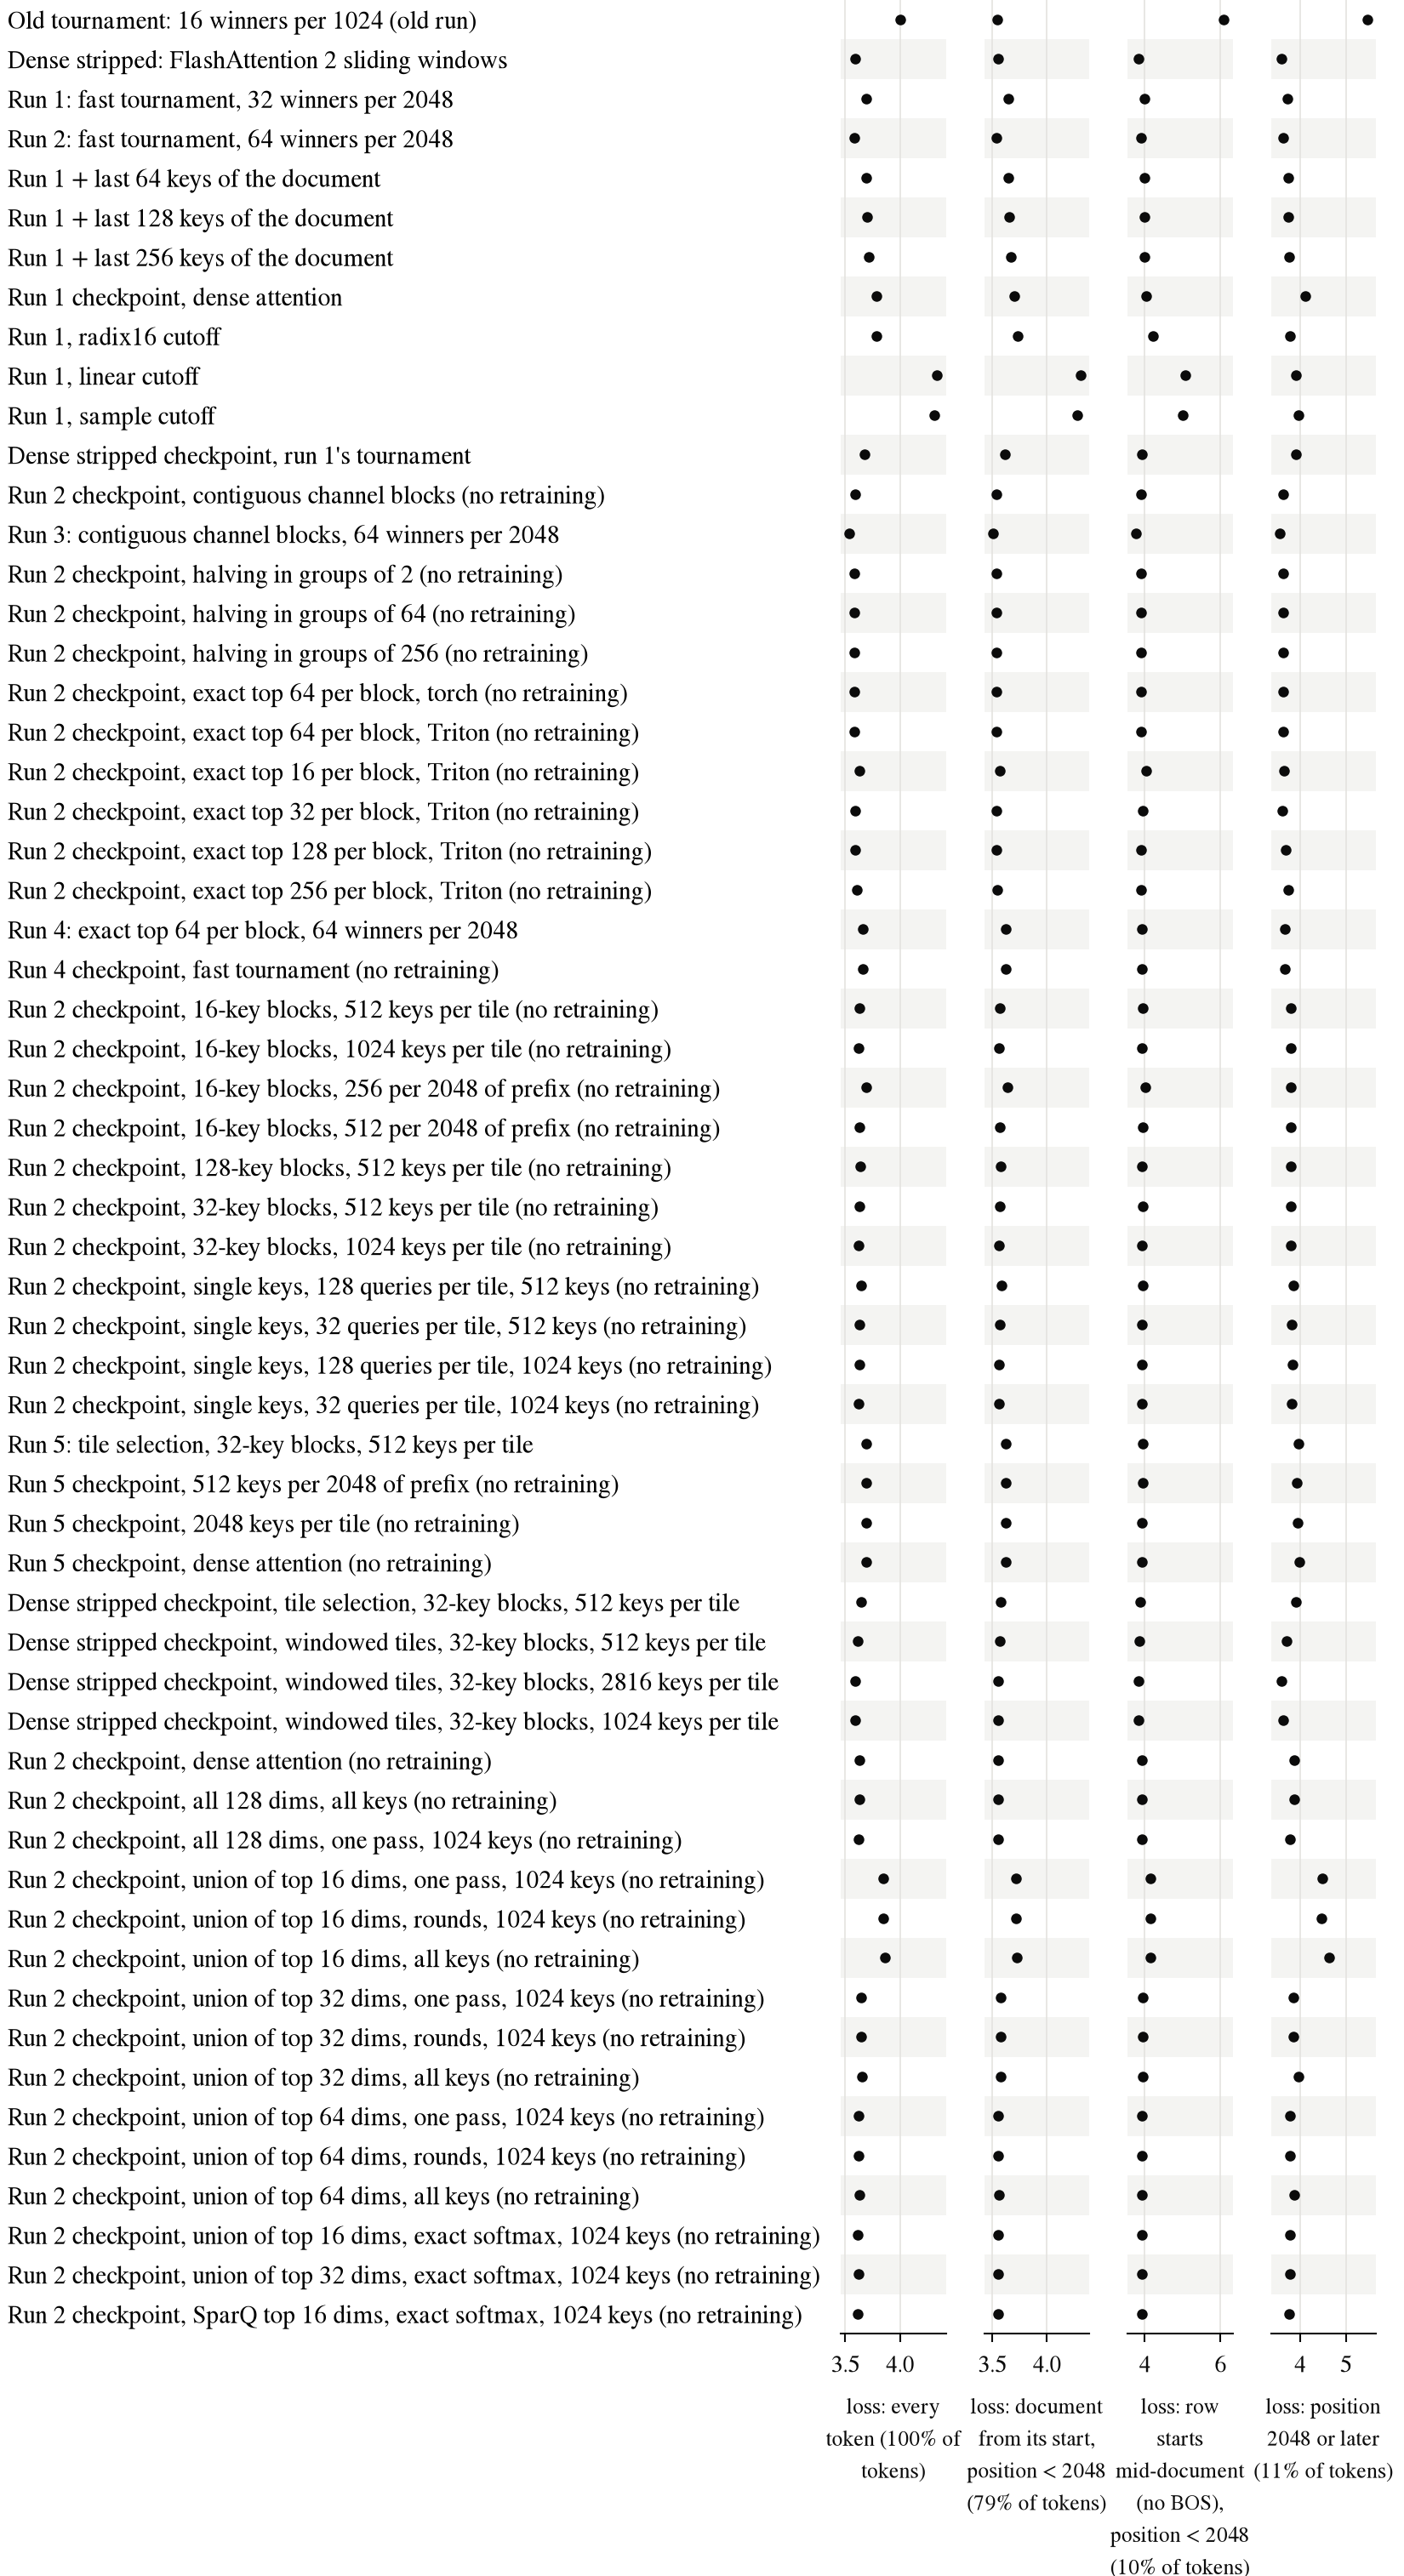 Old tournament: 16 winners per 1024 (old run)
Dense stripped: FlashAttention 2 sliding windows
Run 1: fast tournament, 32 winners per 2048
Run 2: fast tournament, 64 winners per 2048
Run 1 + last 64 keys of the document
Run 1 + last 128 keys of the document
Run 1 + last 256 keys of the document
Run 1 checkpoint, dense attention
Run 1, radix16 cutoff
Run 1, linear cutoff
Run 1, sample cutoff
Dense stripped checkpoint, run 1's tournament
Run 2 checkpoint, contiguous channel blocks (no retraining)
Run 3: contiguous channel blocks, 64 winners per 2048
Run 2 checkpoint, halving in groups of 2 (no retraining)
Run 2 checkpoint, halving in groups of 64 (no retraining)
Run 2 checkpoint, halving in groups of 256 (no retraining)
Run 2 checkpoint, exact top 64 per block, torch (no retraining)
Run 2 checkpoint, exact top 64 per block, Triton (no retraining)
Run 2 checkpoint, exact top 16 per block, Triton (no retraining)
Run 2 checkpoint, exact top 32 per block, Triton (no retraining)
Run 2 checkpoint, exact top 128 per block, Triton (no retraining)
Run 2 checkpoint, exact top 256 per block, Triton (no retraining)
Run 4: exact top 64 per block, 64 winners per 2048
Run 4 checkpoint, fast tournament (no retraining)
Run 2 checkpoint, 16-key blocks, 512 keys per tile (no retraining)
Run 2 checkpoint, 16-key blocks, 1024 keys per tile (no retraining)
Run 2 checkpoint, 16-key blocks, 256 per 2048 of prefix (no retraining)
Run 2 checkpoint, 16-key blocks, 512 per 2048 of prefix (no retraining)
Run 2 checkpoint, 128-key blocks, 512 keys per tile (no retraining)
Run 2 checkpoint, 32-key blocks, 512 keys per tile (no retraining)
Run 2 checkpoint, 32-key blocks, 1024 keys per tile (no retraining)
Run 2 checkpoint, single keys, 128 queries per tile, 512 keys (no retraining)
Run 2 checkpoint, single keys, 32 queries per tile, 512 keys (no retraining)
Run 2 checkpoint, single keys, 128 queries per tile, 1024 keys (no retraining)
Run 2 checkpoint, single keys, 32 queries per tile, 1024 keys (no retraining)
Run 5: tile selection, 32-key blocks, 512 keys per tile
Run 5 checkpoint, 512 keys per 2048 of prefix (no retraining)
Run 5 checkpoint, 2048 keys per tile (no retraining)
Run 5 checkpoint, dense attention (no retraining)
Dense stripped checkpoint, tile selection, 32-key blocks, 512 keys per tile
Dense stripped checkpoint, windowed tiles, 32-key blocks, 512 keys per tile
Dense stripped checkpoint, windowed tiles, 32-key blocks, 2816 keys per tile
Dense stripped checkpoint, windowed tiles, 32-key blocks, 1024 keys per tile
Run 2 checkpoint, dense attention (no retraining)
Run 2 checkpoint, all 128 dims, all keys (no retraining)
Run 2 checkpoint, all 128 dims, one pass, 1024 keys (no retraining)
Run 2 checkpoint, union of top 16 dims, one pass, 1024 keys (no retraining)
Run 2 checkpoint, union of top 16 dims, rounds, 1024 keys (no retraining)
Run 2 checkpoint, union of top 16 dims, all keys (no retraining)
Run 2 checkpoint, union of top 32 dims, one pass, 1024 keys (no retraining)
Run 2 checkpoint, union of top 32 dims, rounds, 1024 keys (no retraining)
Run 2 checkpoint, union of top 32 dims, all keys (no retraining)
Run 2 checkpoint, union of top 64 dims, one pass, 1024 keys (no retraining)
Run 2 checkpoint, union of top 64 dims, rounds, 1024 keys (no retraining)
Run 2 checkpoint, union of top 64 dims, all keys (no retraining)
Run 2 checkpoint, union of top 16 dims, exact softmax, 1024 keys (no retraining)
Run 2 checkpoint, union of top 32 dims, exact softmax, 1024 keys (no retraining)
Run 2 checkpoint, SparQ top 16 dims, exact softmax, 1024 keys (no retraining)
3.5 4.0 3.5 4.0 4 6 4 5
loss: every
token (100% of
tokens)
loss: document
from its start,
position < 2048
(79% of tokens)
loss: row
starts
mid-document
(no BOS),
position < 2048
(10% of tokens)
loss: position
2048 or later
(11% of tokens)